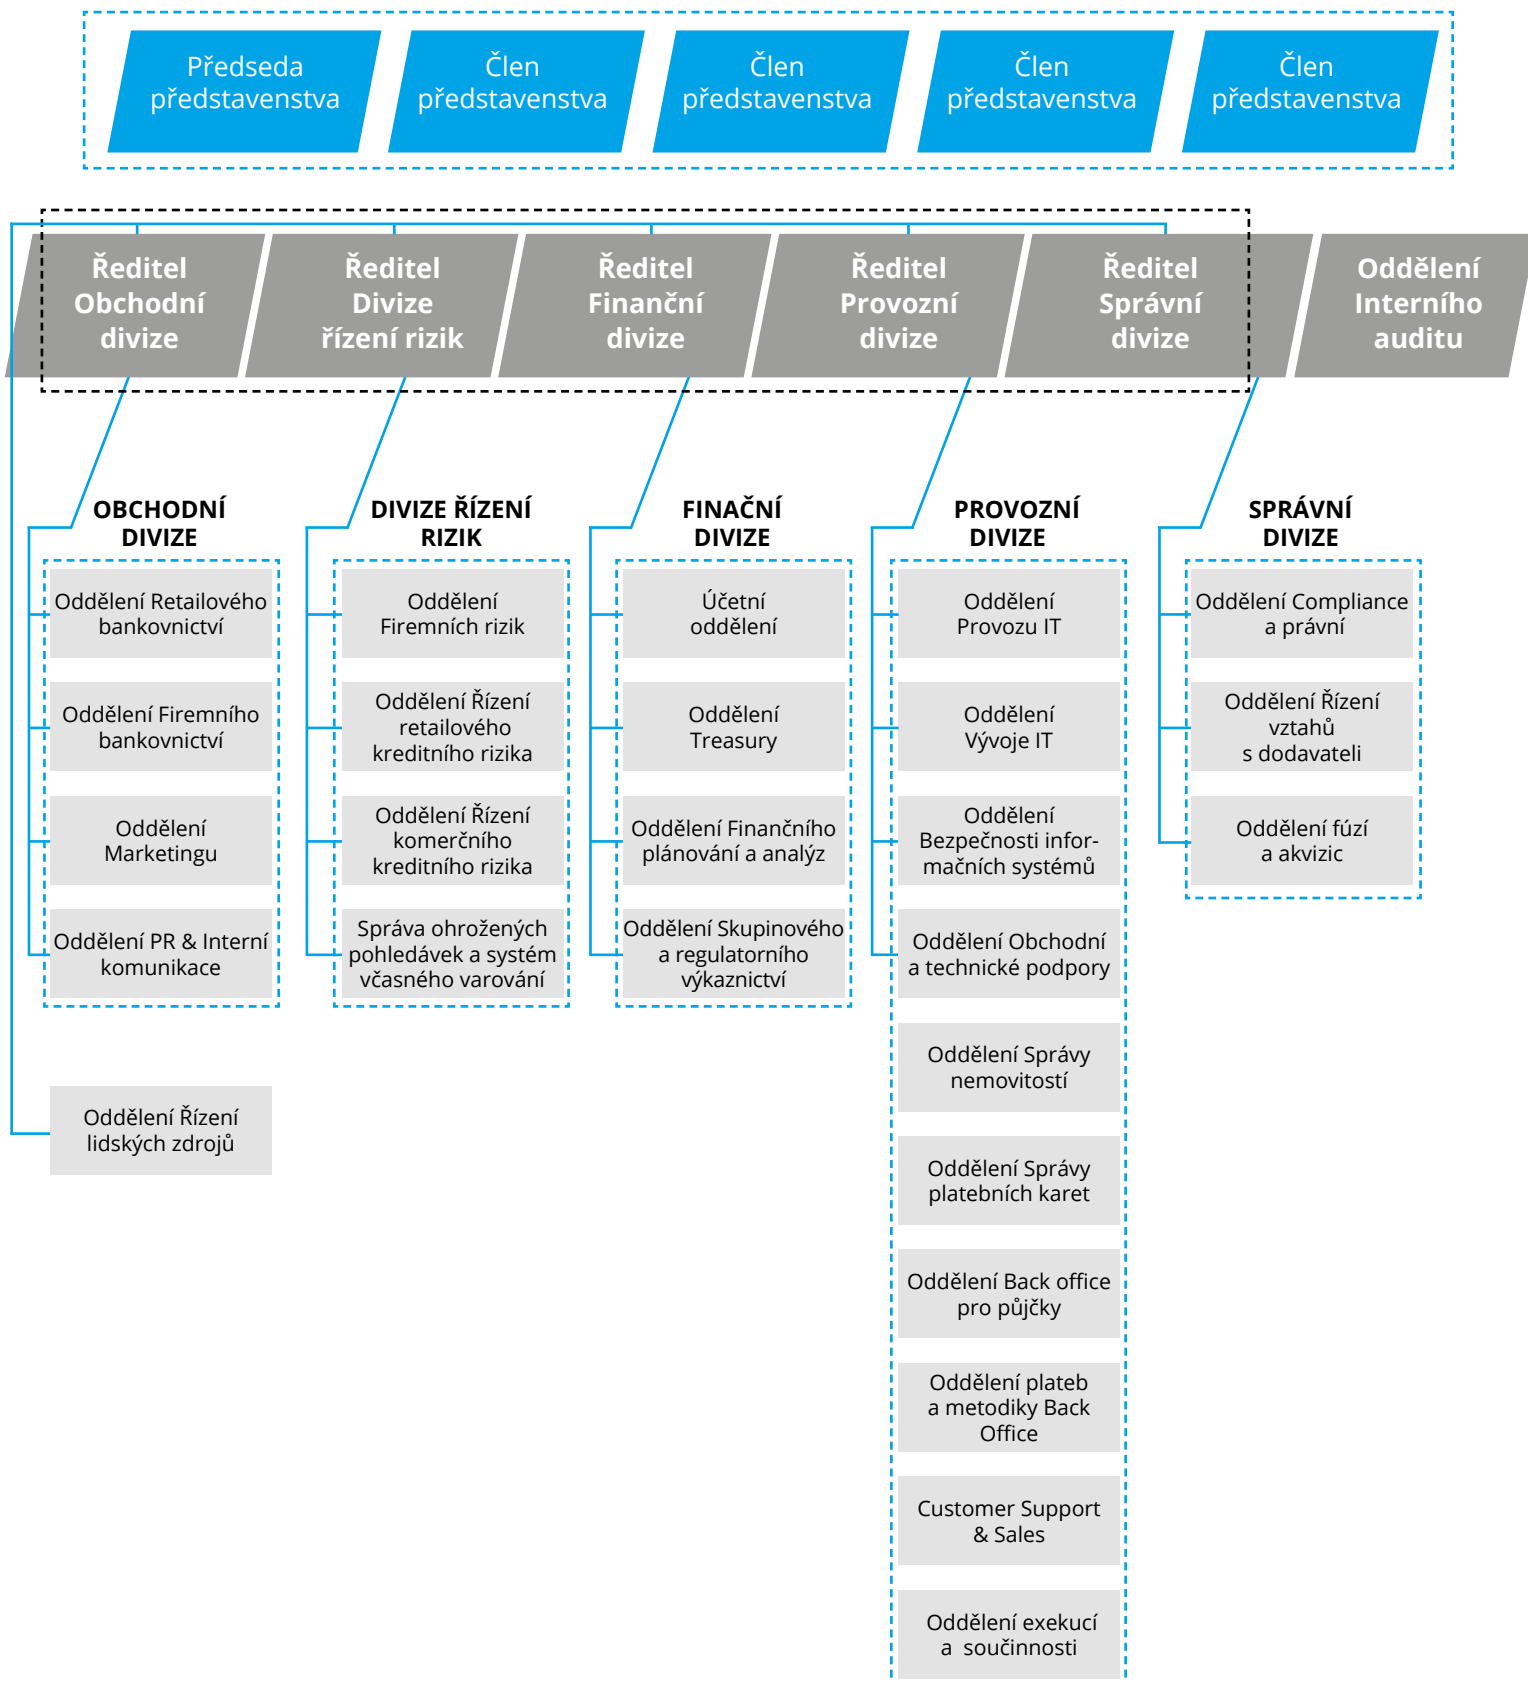 Předseda
představenstva
Člen
představenstva
Člen
představenstva
Člen
představenstva
Člen
představenstva
Ředitel
Obchodní
divize
Ředitel
Divize
řízení rizik
Ředitel
Finanční
divize
Ředitel
Provozní
divize
Ředitel
Správní
divize
Oddělení
Interního
auditu
OBCHODNÍ
DIVIZE
Oddělení Retailového
bankovnictví
Oddělení Firemního
bankovnictví
Oddělení
Marketingu
Oddělení PR & Interní
komunikace
Oddělení Řízení
lidských zdrojů
DIVIZE ŘÍZENÍ
RIZIK
Oddělení
Firemních rizik
Oddělení Řízení
retailového
kreditního rizika
Oddělení Řízení
komerčního
kreditního rizika
Správa ohrožených
pohledávek a systém
včasného varování
FINAČNÍ
DIVIZE
Účetní
oddělení
Oddělení
Treasury
Oddělení Finančního
plánování a analýz
Oddělení Skupinového
a regulatorního
výkaznictví
PROVOZNÍ
DIVIZE
Oddělení
Provozu IT
Oddělení
Vývoje IT
Oddělení
Bezpečnosti infor-
mačních systémů
Oddělení Obchodní
a technické podpory
Oddělení Správy
nemovitostí
Oddělení Správy
platebních karet
Oddělení Back office
pro půjčky
Oddělení plateb
a metodiky Back
Office
Customer Support
& Sales
Oddělení exekucí
a součinnosti
SPRÁVNÍ
DIVIZE
Oddělení Compliance
a právní
Oddělení Řízení
vztahů
s dodavateli
Oddělení fúzí
a akvizic